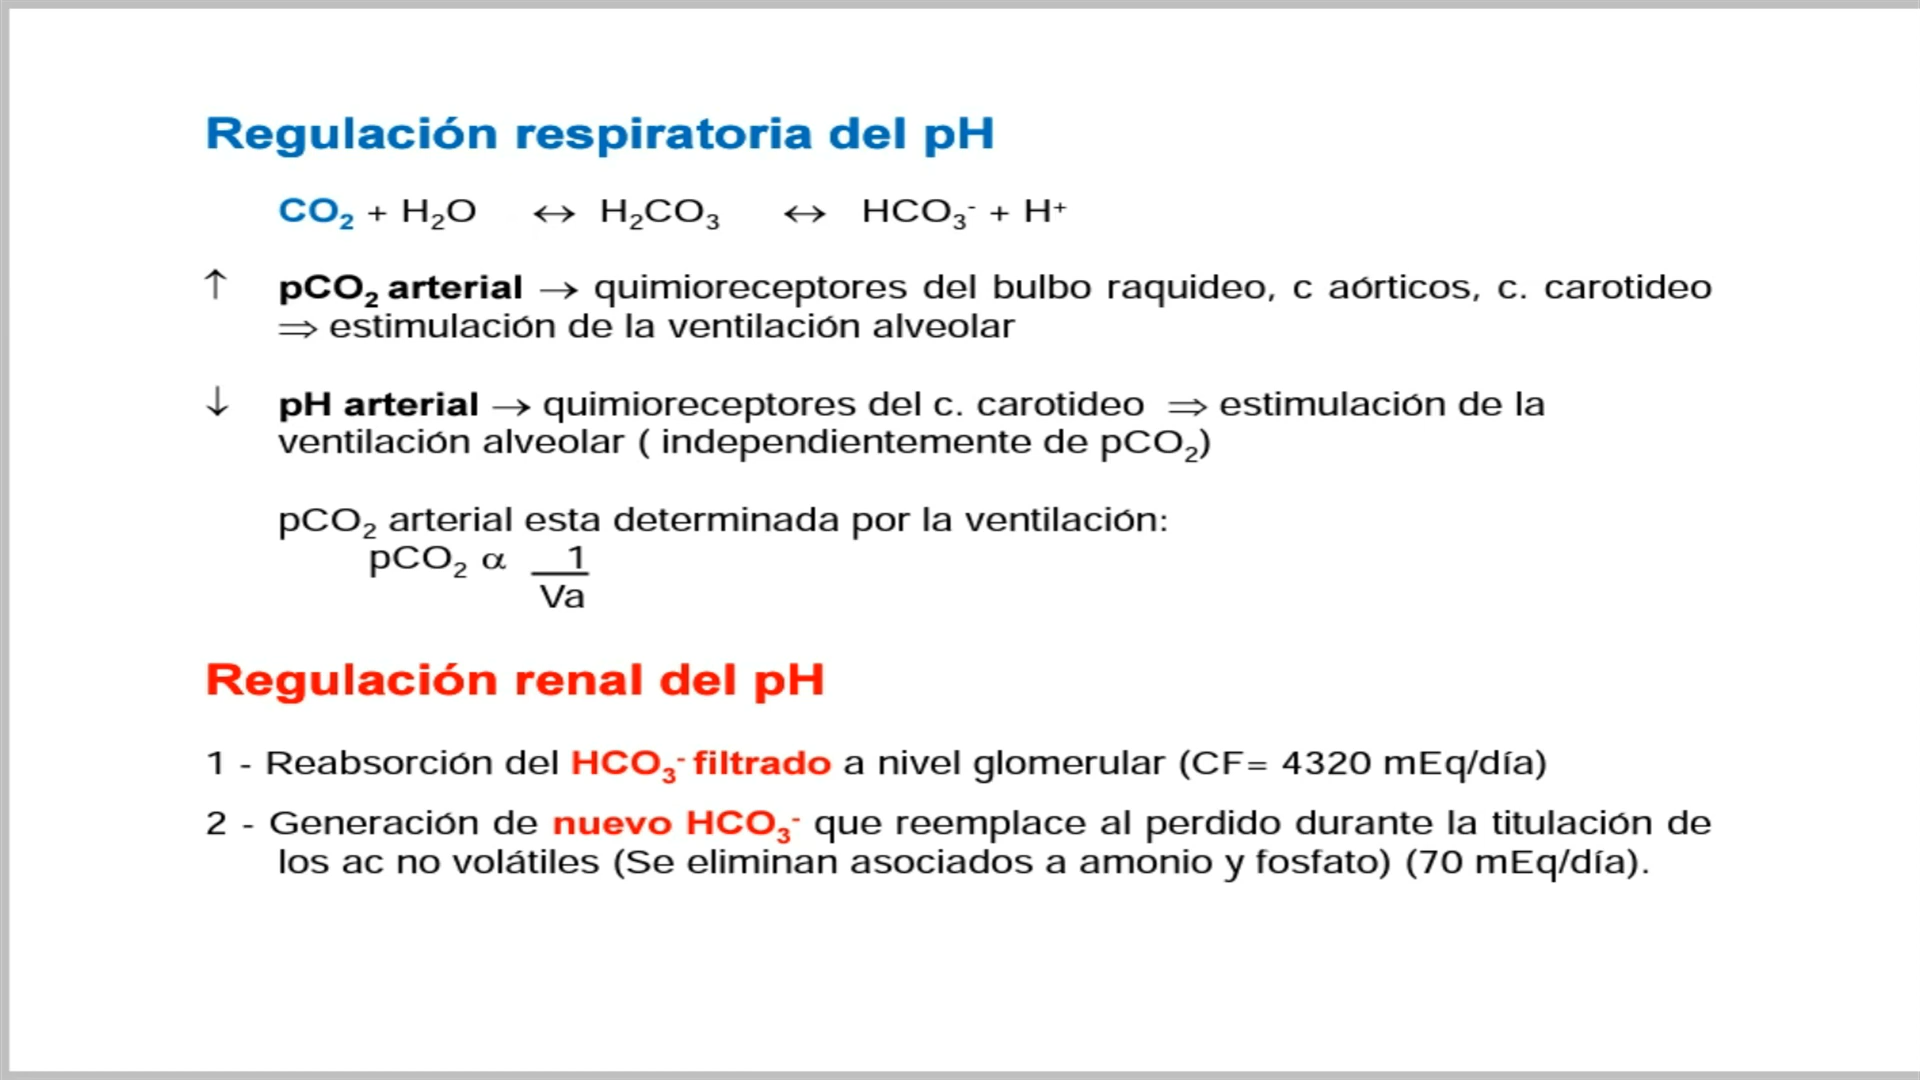 Regulación respiratoria del pH
CO₂ + H₂O ↔ H₂CO₃ ↔ HCO₃⁻ + H⁺
↑ pCO₂ arterial → quimioreceptores del bulbo raquideo, c aórticos, c. carotideo
⇒ estimulación de la ventilación alveolar
↓ pH arterial → quimioreceptores del c. carotideo ⇒ estimulación de la
ventilación alveolar ( independientemente de pCO₂)
pCO₂ arterial esta determinada por la ventilación:
pCO₂ α 1
Va
Regulación renal del pH
1 - Reabsorción del HCO₃⁻ filtrado a nivel glomerular (CF= 4320 mEq/día)
2 - Generación de nuevo HCO₃⁻ que reemplace al perdido durante la titulación de
los ac no volátiles (Se eliminan asociados a amonio y fosfato) (70 mEq/día).